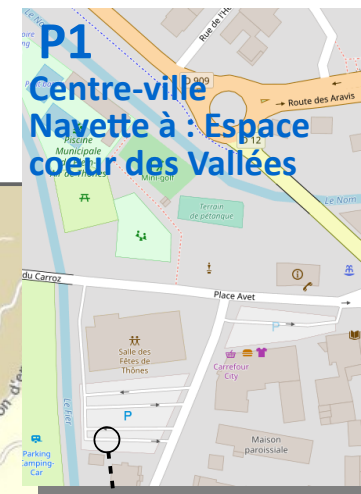 P1
Centre-ville
Navette à : Espace
coeur des Vallées
Rue de l'H
D 909
Route des Aravis
D 12
Piscine
Municipale
Mini-golf
Terrain
de pétanque
Le Nom
du Carroz
Place Avet
P
Salle des
Fêtes de
Thônes
Carrefour
City
P
Le Fier
Maison
paroissiale
Parking
Camping-
Car